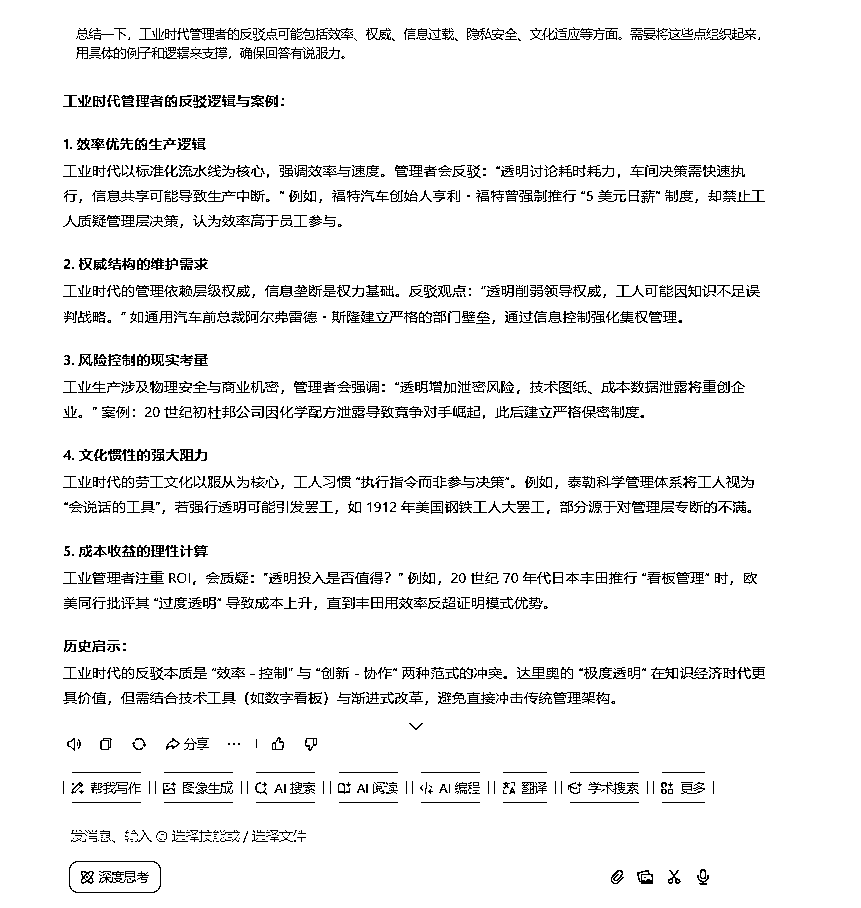 总结一下，工业时代管理者的反驳点可能包括效率、权威、信息过载、隐私安全、文化适应等方面。需要将这些点组织起来，
用具体的例子和逻辑来支撑，确保回答有说服力。
工业时代管理者的反驳逻辑与案例：
1. 效率优先的生产逻辑
工业时代以标准化流水线为核心，强调效率与速度。管理者会反驳：“透明讨论耗时耗力，车间决策需快速执
行，信息共享可能导致生产中断。” 例如，福特汽车创始人亨利・福特曾强制推行 “5 美元日薪” 制度，却禁止工
人质疑管理层决策，认为效率高于员工参与。
2. 权威结构的维护需求
工业时代的管理依赖层级权威，信息垄断是权力基础。反驳观点：“透明削弱领导权威，工人可能因知识不足误
判战略。” 如通用汽车前总裁阿尔弗雷德・斯隆建立严格的部门壁垒，通过信息控制强化集权管理。
3. 风险控制的现实考量
工业生产涉及物理安全与商业机密，管理者会强调：“透明增加泄密风险，技术图纸、成本数据泄露将重创企
业。” 案例：20 世纪初杜邦公司因化学配方泄露导致竞争对手崛起，此后建立严格保密制度。
4. 文化惯性的强大阻力
工业时代的劳工文化以服从为核心，工人习惯 “执行指令而非参与决策”。例如，泰勒科学管理体系将工人视为
“会说话的工具”，若强行透明可能引发罢工，如 1912 年美国钢铁工人大罢工，部分源于对管理层专断的不满。
5. 成本收益的理性计算
工业管理者注重 ROI，会质疑：“透明投入是否值得？” 例如，20 世纪 70 年代日本丰田推行 “看板管理” 时，欧
美同行批评其 “过度透明” 导致成本上升，直到丰田用效率反超证明模式优势。
历史启示：
工业时代的反驳本质是 “效率 - 控制” 与 “创新 - 协作” 两种范式的冲突。达里奥的 “极度透明” 在知识经济时代更
具价值，但需结合技术工具（如数字看板）与渐进式改革，避免直接冲击传统管理架构。
分享
帮我写作 图像生成 AI 搜索 AI 阅读 AI 编程 翻译 学术搜索 更多
发消息、输入 @ 选择技能或 / 选择文件
深度思考